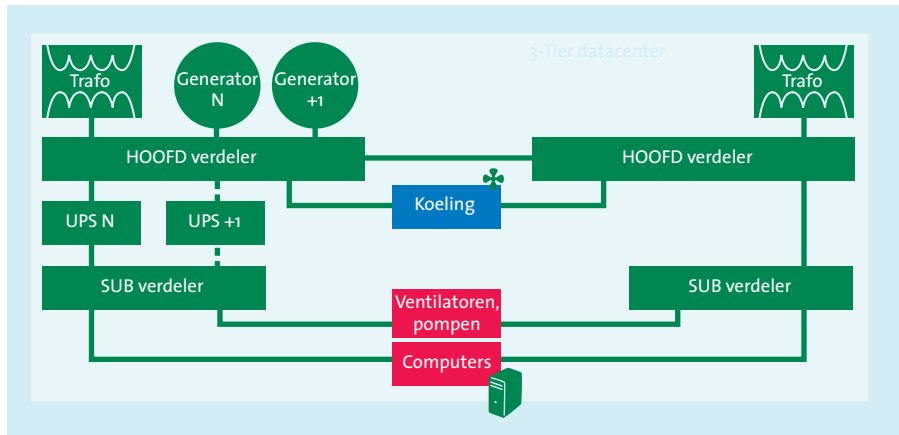 3-Tier datacenter
Trafo
Generator
N
Generator
+1
Trafo
HOOFD verdeler
HOOFD verdeler
Koeling
UPS N
UPS +1
SUB verdeler
SUB verdeler
Ventilatoren,
pompen
Computers